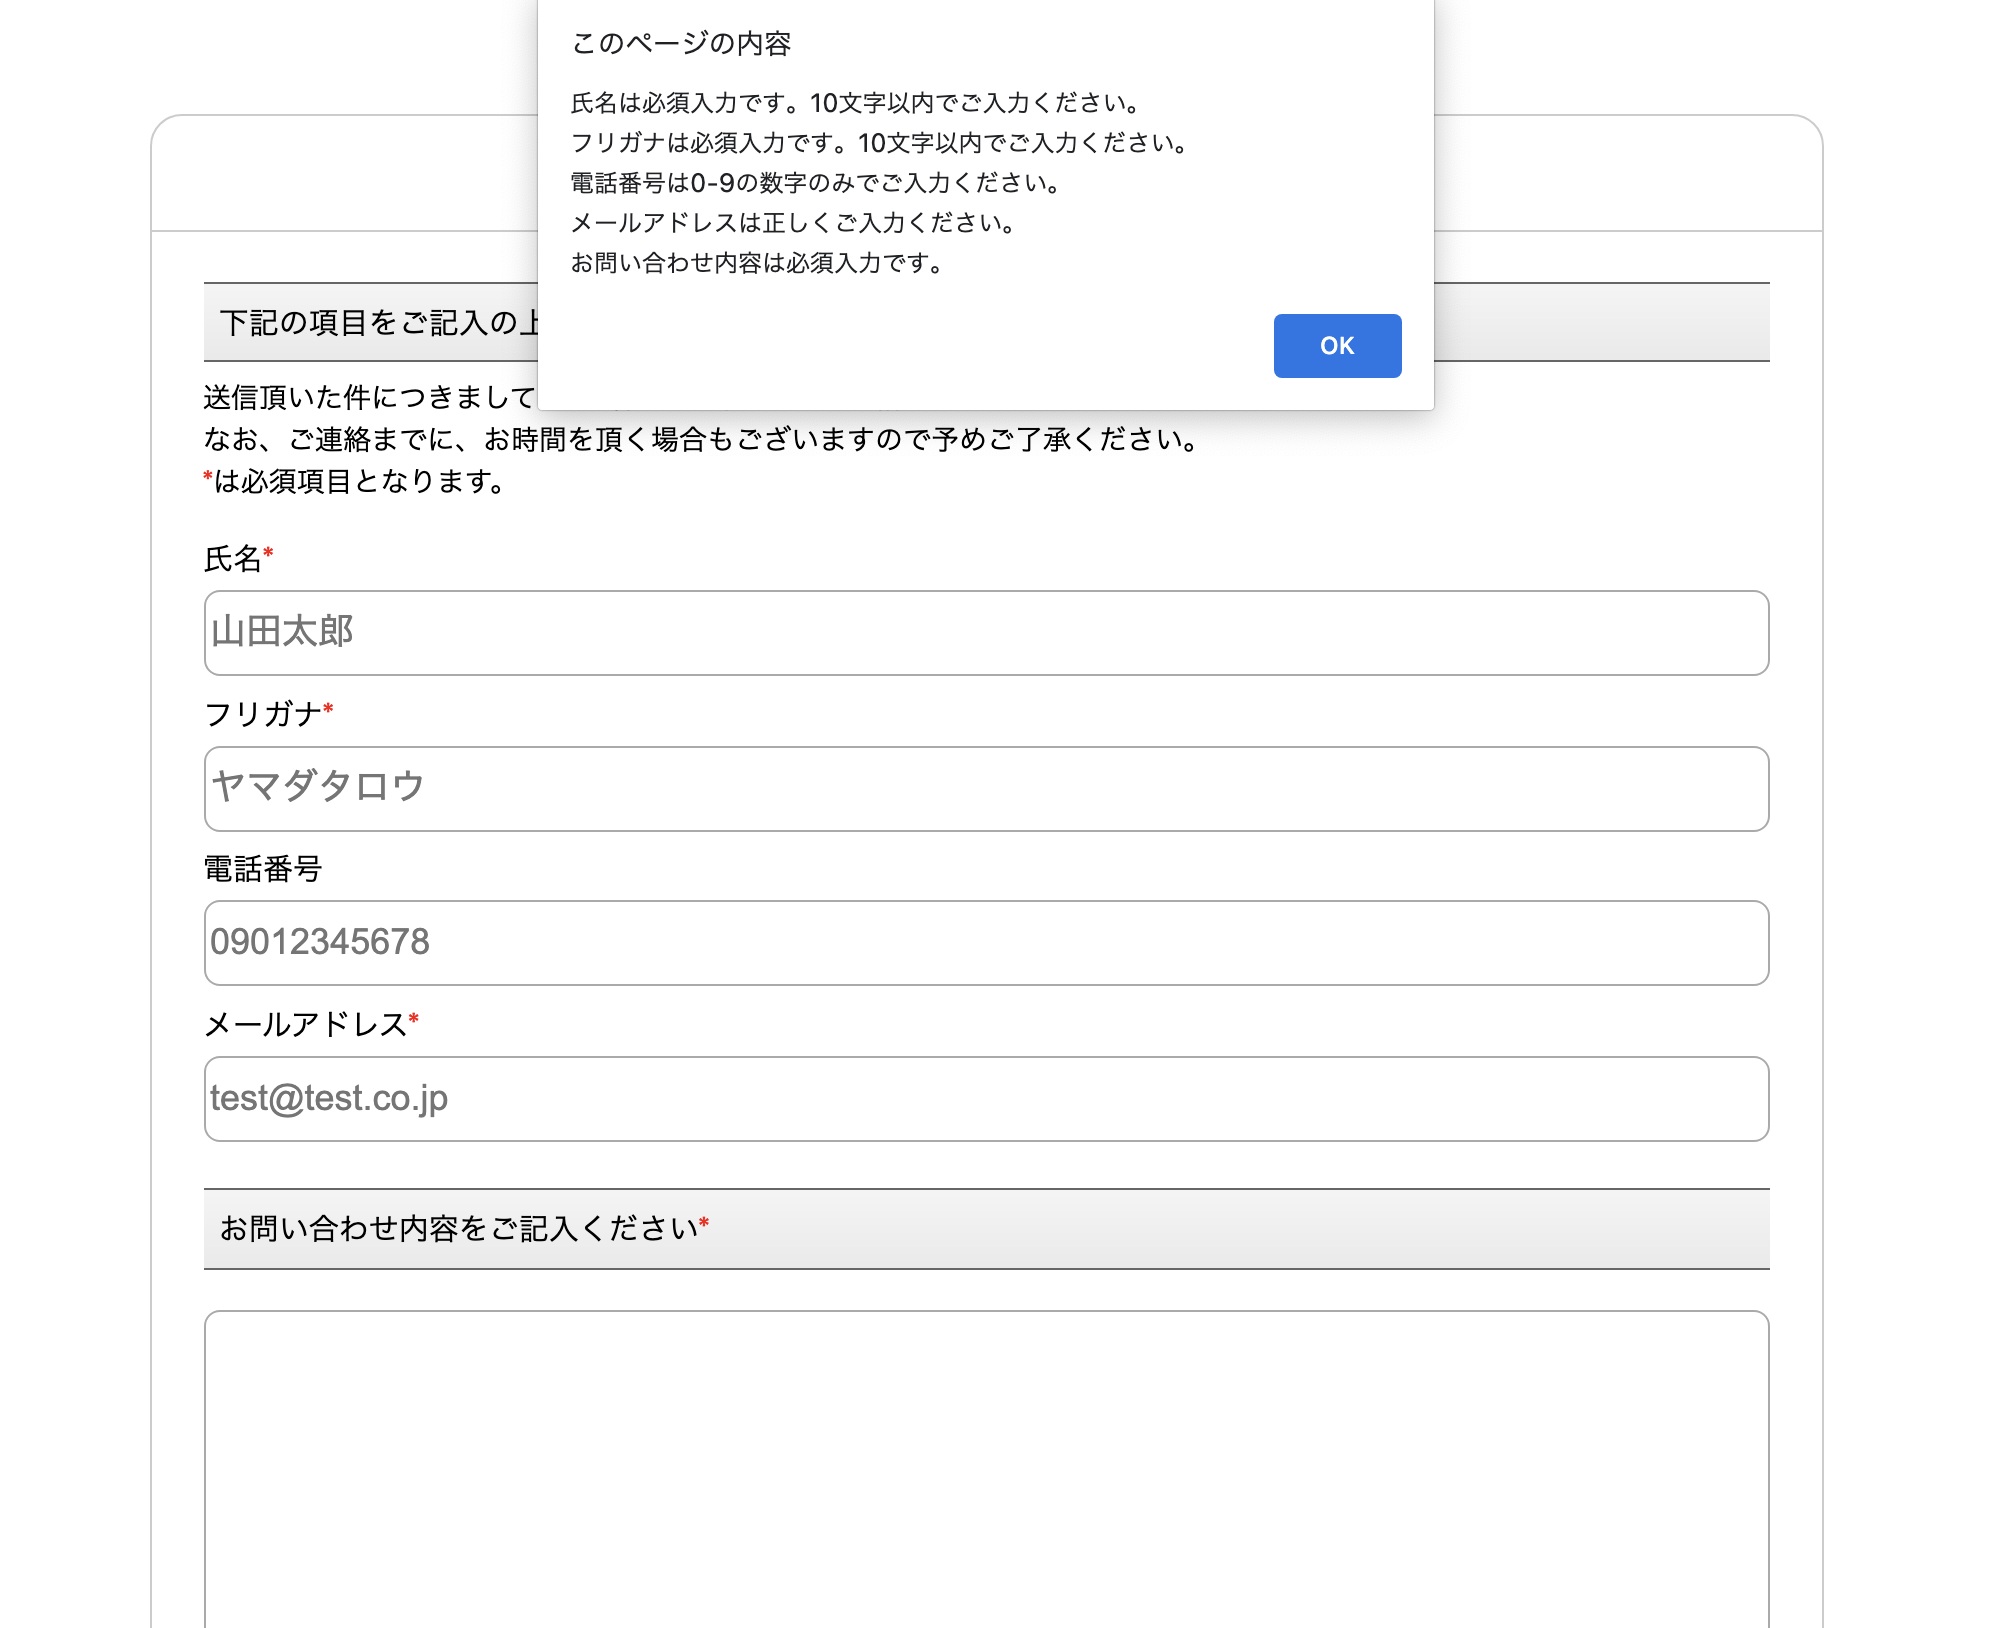 このページの内容
氏名は必須入力です。10文字以内でご入力ください。
フリガナは必須入力です。10文字以内でご入力ください。
電話番号は0-9の数字のみでご入力ください。
メールアドレスは正しくご入力ください。
お問い合わせ内容は必須入力です。
OK
下記の項目をご記入の上
送信頂いた件につきまして
なお、ご連絡までに、お時間を頂く場合もございますので予めご了承ください。
*は必須項目となります。
氏名*
山田太郎
フリガナ*
ヤマダタロウ
電話番号
09012345678
メールアドレス*
test@test.co.jp
お問い合わせ内容をご記入ください*